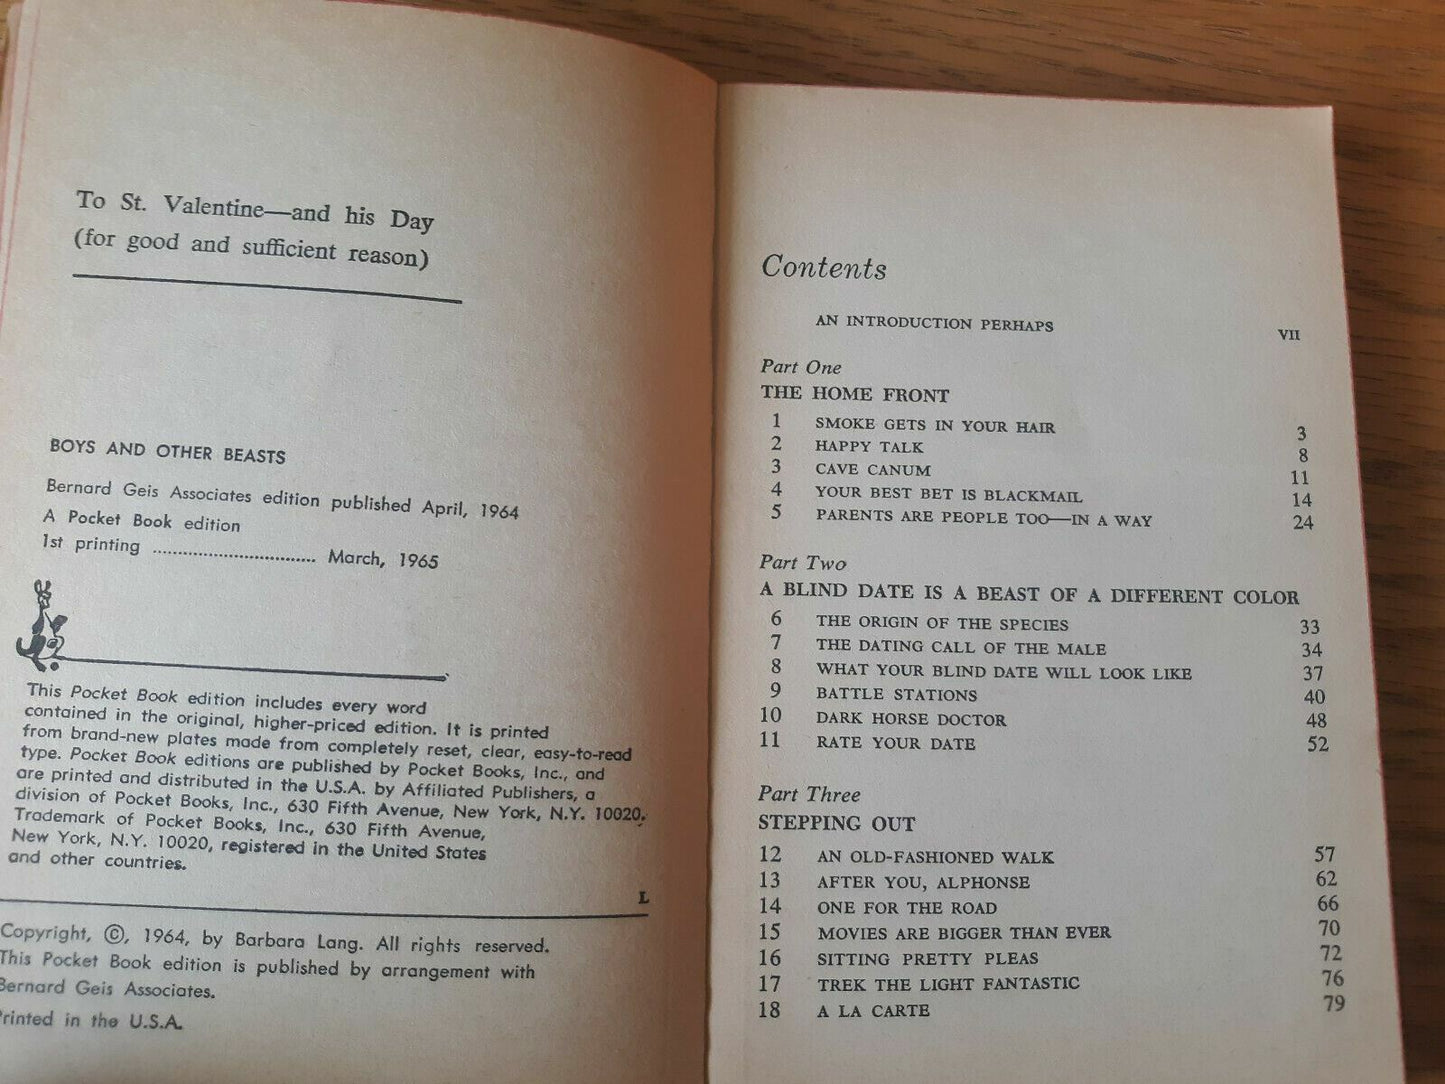 To St. Valentine—and his Day
(for good and sufficient reason)
BOYS AND OTHER BEASTS
Bernard Geis Associates edition published April, 1964
A Pocket Book edition
1st printing ................................ March, 1965
This Pocket Book edition includes every word
contained in the original, higher-priced edition. It is printed
from brand-new plates made from completely reset, clear, easy-to-read
type. Pocket Book editions are published by Pocket Books, Inc., and
are printed and distributed in the U.S.A. by Affiliated Publishers, a
division of Pocket Books, Inc., 630 Fifth Avenue, New York, N.Y. 10020.
Trademark of Pocket Books, Inc., 630 Fifth Avenue,
New York, N.Y. 10020, registered in the United States
and other countries.
L
Copyright, ©, 1964, by Barbara Lang. All rights reserved.
This Pocket Book edition is published by arrangement with
Bernard Geis Associates.
Printed in the U.S.A.
Contents
AN INTRODUCTION PERHAPS VII
Part One
THE HOME FRONT
1 SMOKE GETS IN YOUR HAIR 3
2 HAPPY TALK 8
3 CAVE CANUM 11
4 YOUR BEST BET IS BLACKMAIL 14
5 PARENTS ARE PEOPLE TOO—IN A WAY 24
Part Two
A BLIND DATE IS A BEAST OF A DIFFERENT COLOR
6 THE ORIGIN OF THE SPECIES 33
7 THE DATING CALL OF THE MALE 34
8 WHAT YOUR BLIND DATE WILL LOOK LIKE 37
9 BATTLE STATIONS 40
10 DARK HORSE DOCTOR 48
11 RATE YOUR DATE 52
Part Three
STEPPING OUT
12 AN OLD-FASHIONED WALK 57
13 AFTER YOU, ALPHONSE 62
14 ONE FOR THE ROAD 66
15 MOVIES ARE BIGGER THAN EVER 70
16 SITTING PRETTY PLEAS 72
17 TREK THE LIGHT FANTASTIC 76
18 A LA CARTE 79